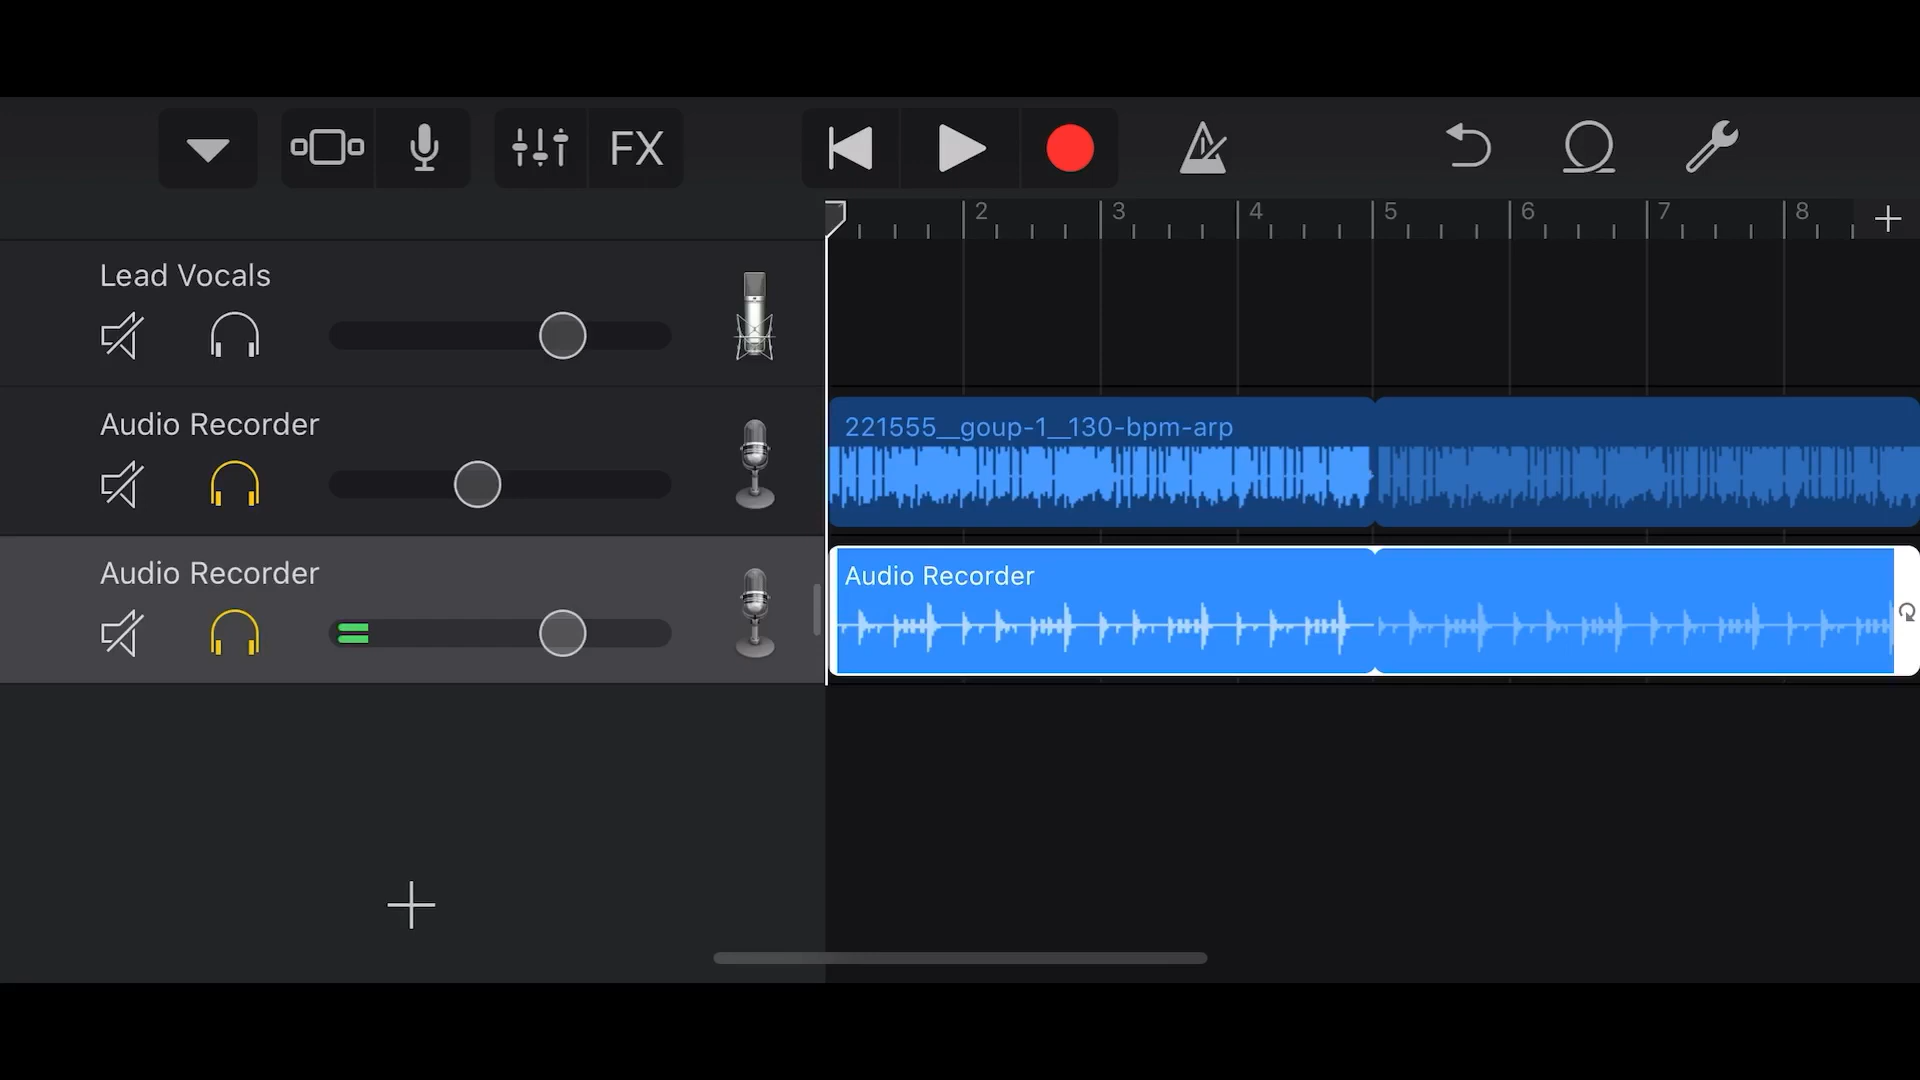 FX
2 3 4 5 6 7 8
Lead Vocals
Audio Recorder
221555__goup-1__130-bpm-arp
Audio Recorder
Audio Recorder